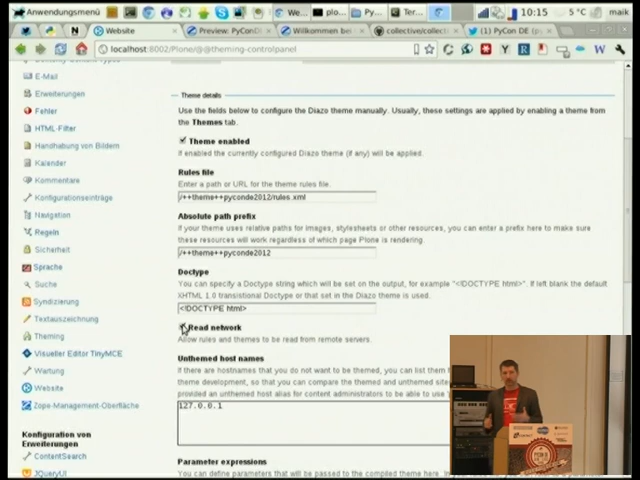 Anwendungsmenü
We...
plo...
Py...
Ter...
10:15
5 °C
maik
Website
Preview: PyConDE
Willkommen bei
collective/collect
(1) PyCon DE (p
localhost:8002/Plone/@@theming-controlpanel
E-Mail
Erweiterungen
Fehler
HTML-Filter
Handhabung von Bildern
Kalender
Kommentare
Konfigurationseinträge
Navigation
Regeln
Sicherheit
Sprache
Suche
Syndizierung
Textauszeichnung
Theming
Visueller Editor TinyMCE
Wartung
Website
Zope-Management-Oberfläche
Konfiguration von
Erweiterungen
ContentSearch
JQueryUI
Theme details
Use the fields below to configure the Diazo theme manually. Usually, these settings are applied by enabling a theme from
the Themes tab.
Theme enabled
If enabled the currently configured Diazo theme (if any) will be applied.
Rules file
Enter a path or URL for the theme rules file.
/++theme++pyconde2012/rules.xml
Absolute path prefix
If your theme uses relative paths for images, stylesheets or other resources, you can enter a prefix here to make sure
these resources will work regardless of which page Plone is rendering
/++theme++pyconde2012
Doctype
You can specify a Doctype string which will be set on the output, for example "<!DOCTYPE html>". If left blank the default
XHTML 1.0 transistional Doctype or that set in the Diazo theme is used.
<!DOCTYPE html>
Read network
Allow rules and themes to be read from remote servers.
Unthemed host names
If there are hostnames that you do not want to be themed, you can list them
theme development, so that you can compare the themed and unthemed
provided an unthemed host alias for content administrators to be able to use
127.0.0.1
Parameter expressions
you can define parameters here that will be passed to the compiled theme